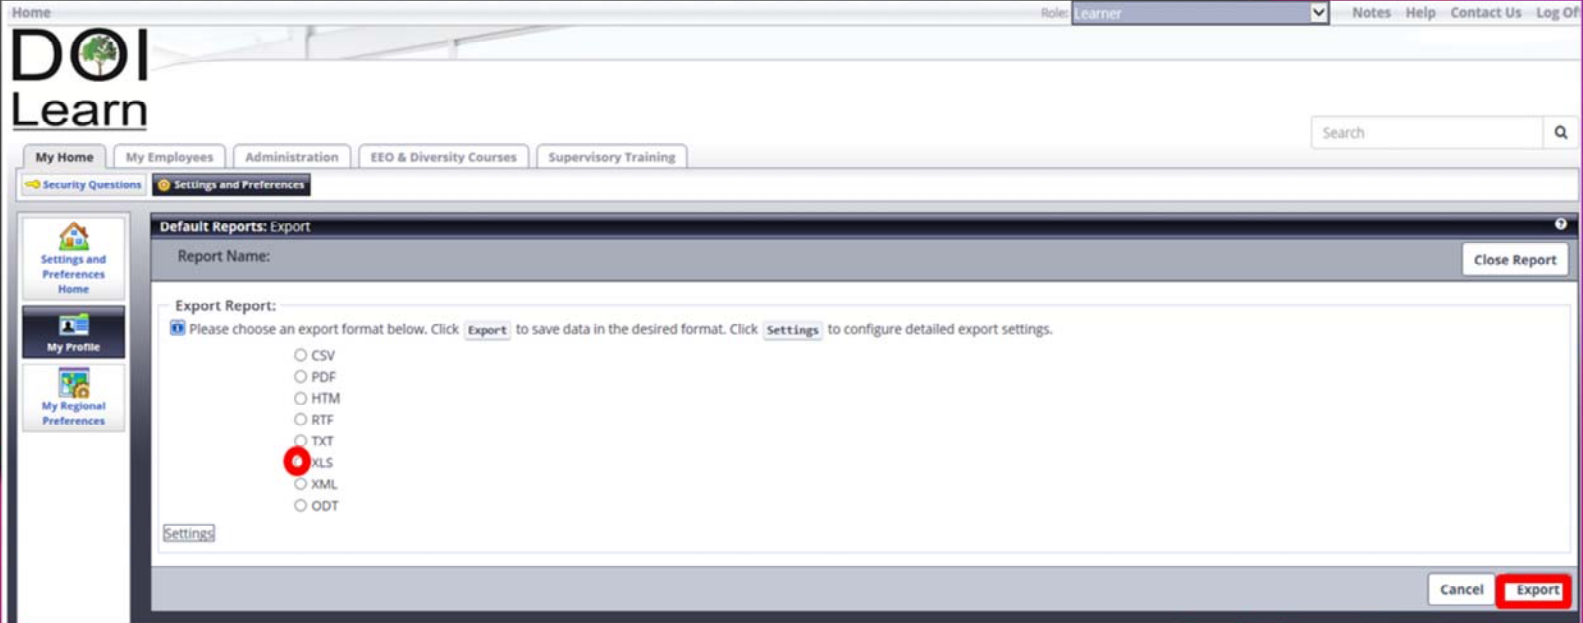 Home Role: Learner Notes Help Contact Us Log Of
DOI
Learn
Search
My Home My Employees Administration EEO & Diversity Courses Supervisory Training
Security Questions Settings and Preferences
Default Reports: Export
Settings and
Preferences
Home
My Profile
My Regional
Preferences
Report Name: Close Report
Export Report:
Please choose an export format below. Click Export to save data in the desired format. Click Settings to configure detailed export settings.
CSV
PDF
HTM
RTF
TXT
XLS
XML
ODT
Settings
Cancel Export